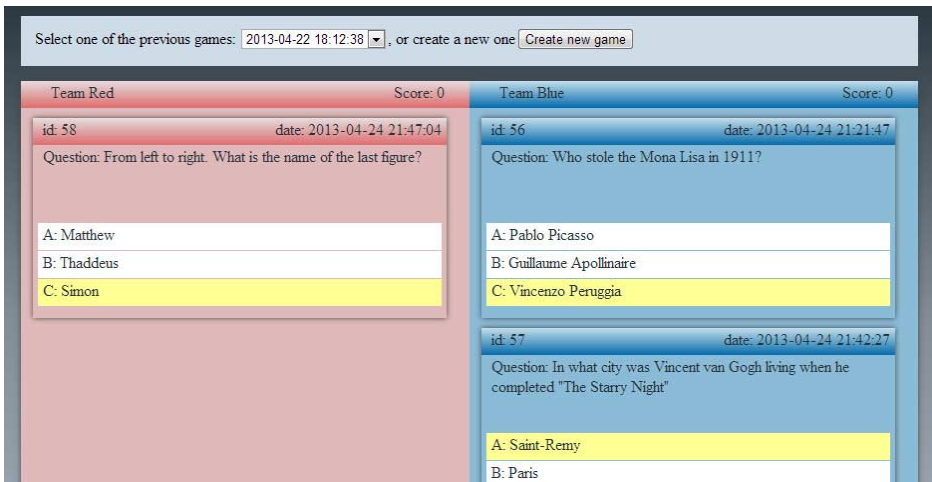 Select one of the previous games: 2013-04-22 18:12:38 , or create a new one Create new game
Team Red Score: 0
id: 58 date: 2013-04-24 21:47:04
Question: From left to right. What is the name of the last figure?
A: Matthew
B: Thaddeus
C: Simon
Team Blue Score: 0
id: 56 date: 2013-04-24 21:21:47
Question: Who stole the Mona Lisa in 1911?
A: Pablo Picasso
B: Guillaume Apollinaire
C: Vincenzo Peruggia
id: 57 date: 2013-04-24 21:42:27
Question: In what city was Vincent van Gogh living when he
completed "The Starry Night"
A: Saint-Remy
B: Paris